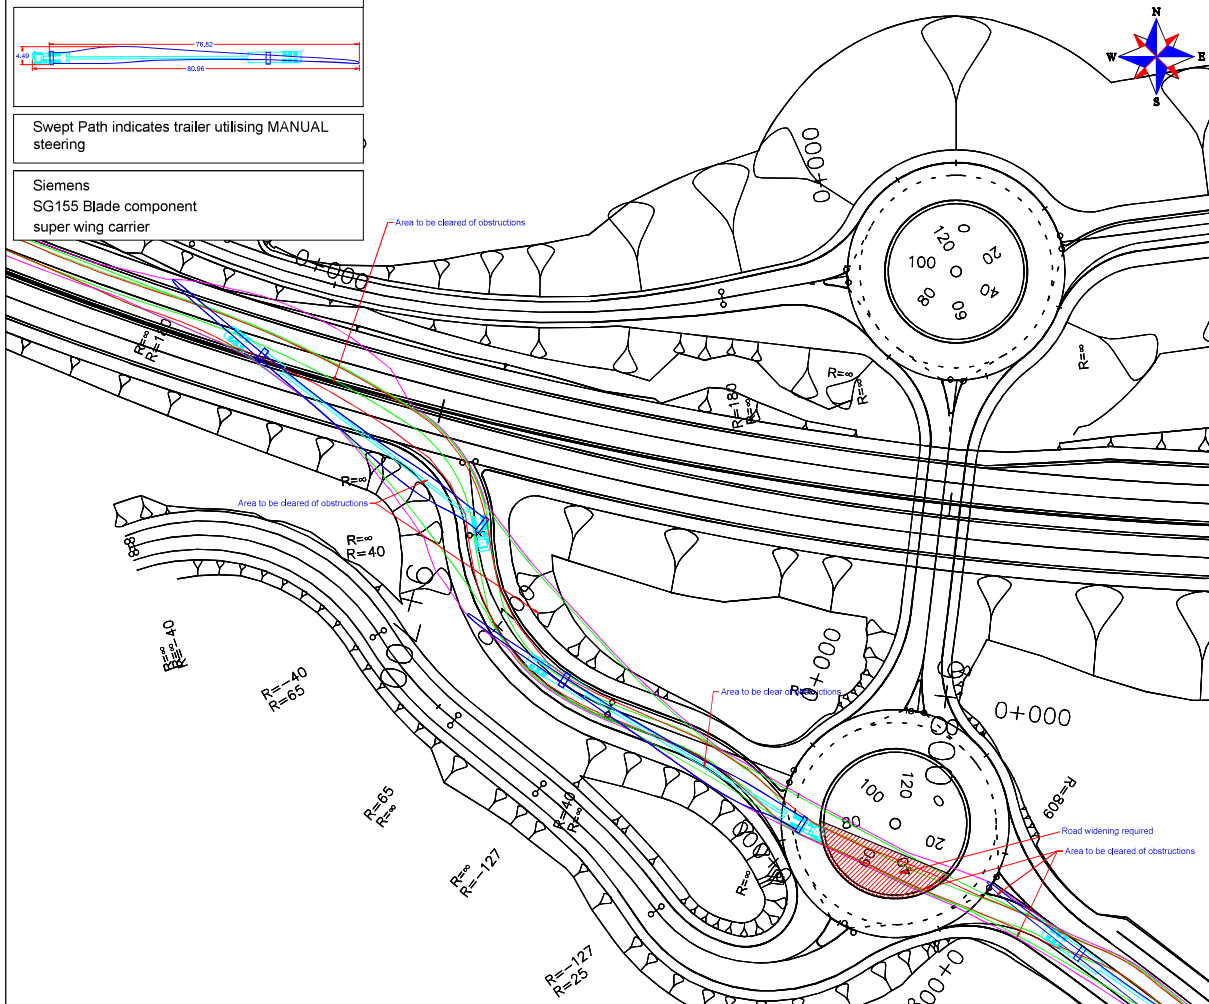 76.82
4.49
80.96
Swept Path indicates trailer utilising MANUAL
steering
Siemens
SG155 Blade component
super wing carrier
N
W
E
S
Area to be cleared of obstructions
0+000
0+000
0
20
40
60
80
100
120
R=∞
R=180
R=∞
R=∞
R=∞
R=180
R=∞
R=∞
Area to be cleared of obstructions
R=∞
R=40
R=∞
R=-40
R=-40
R=65
Area to be clear of obstructions
R=∞
0+000
0+000
R=65
R=∞
R=40
R=∞
R=∞
R=-127
R=∞
R=-127
R=25
0
20
40
60
80
100
120
R=809
Road widening required
Area to be cleared of obstructions